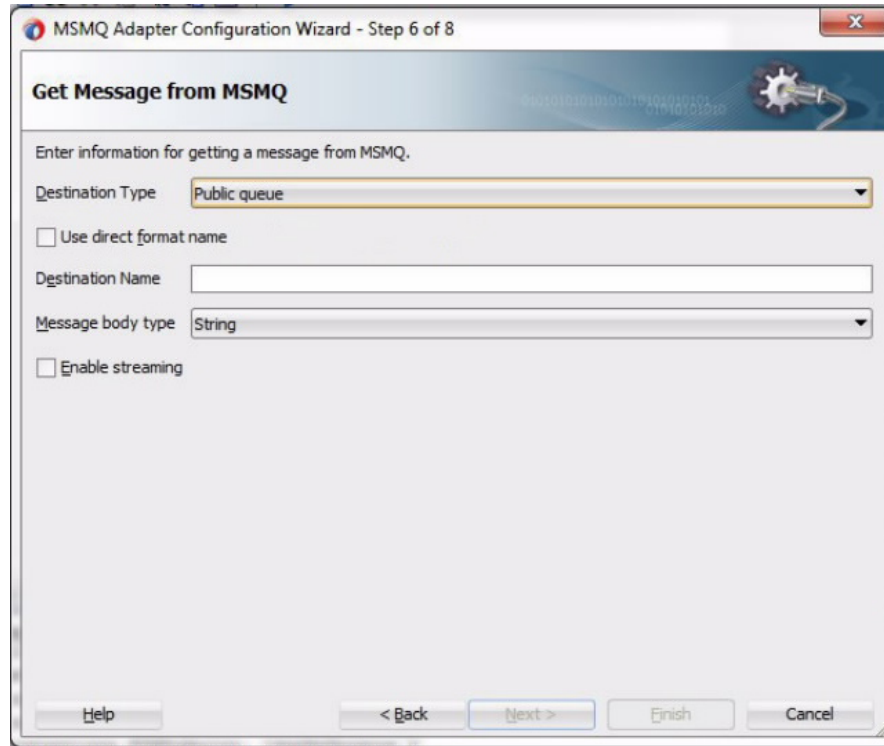 MSMQ Adapter Configuration Wizard - Step 6 of 8
Get Message from MSMQ
Enter information for getting a message from MSMQ.
Destination Type Public queue
Use direct format name
Destination Name
Message body type String
Enable streaming
Help < Back Next > Finish Cancel